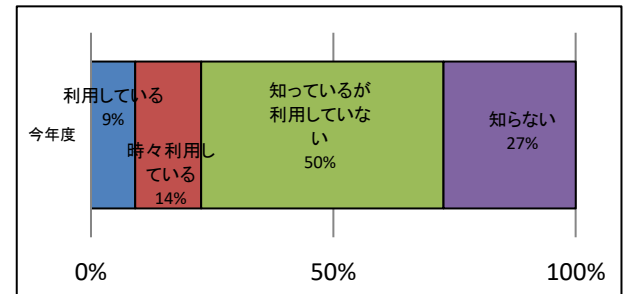 利用している
9%
時々利用し
ている
14%
知っているが
利用していな
い
50%
知らない
27%
今年度
0%
50%
100%